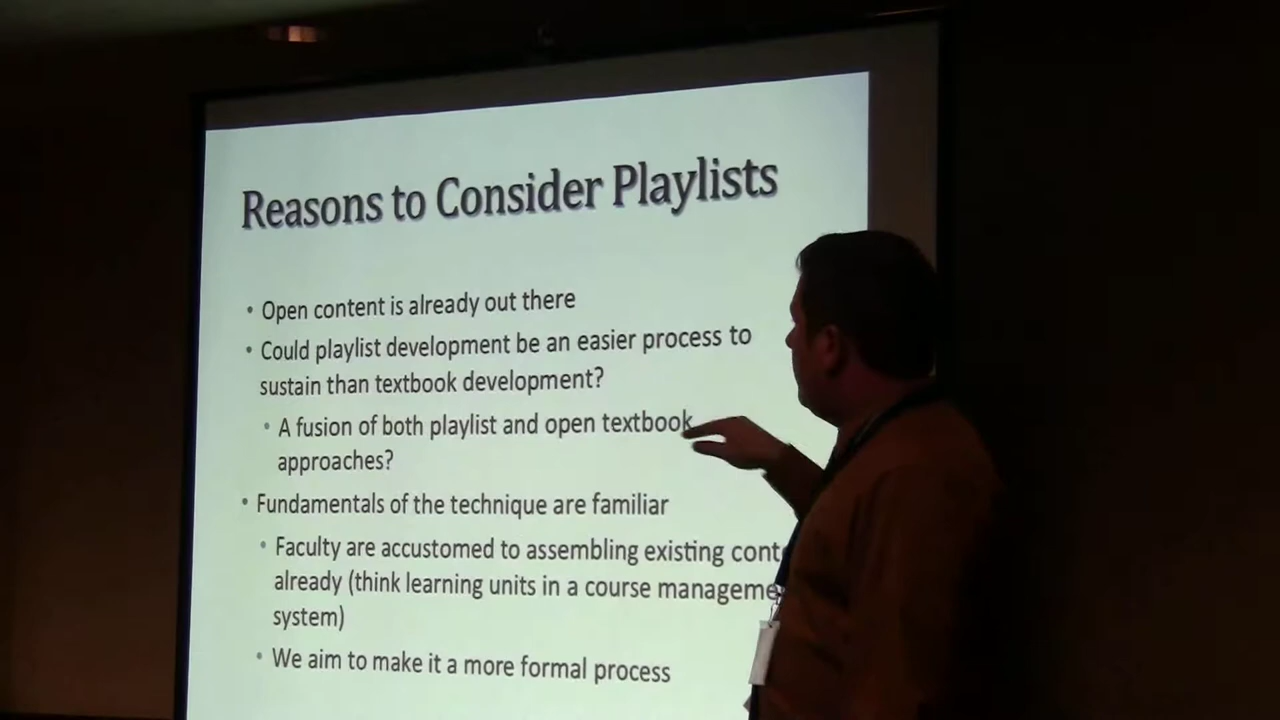 Reasons to Consider Playlists
• Open content is already out there
• Could playlist development be an easier process to
sustain than textbook development?
• A fusion of both playlist and open textbook
approaches?
• Fundamentals of the technique are familiar
• Faculty are accustomed to assembling existing
already (think learning units in a course
system)
• We aim to make it a more formal process